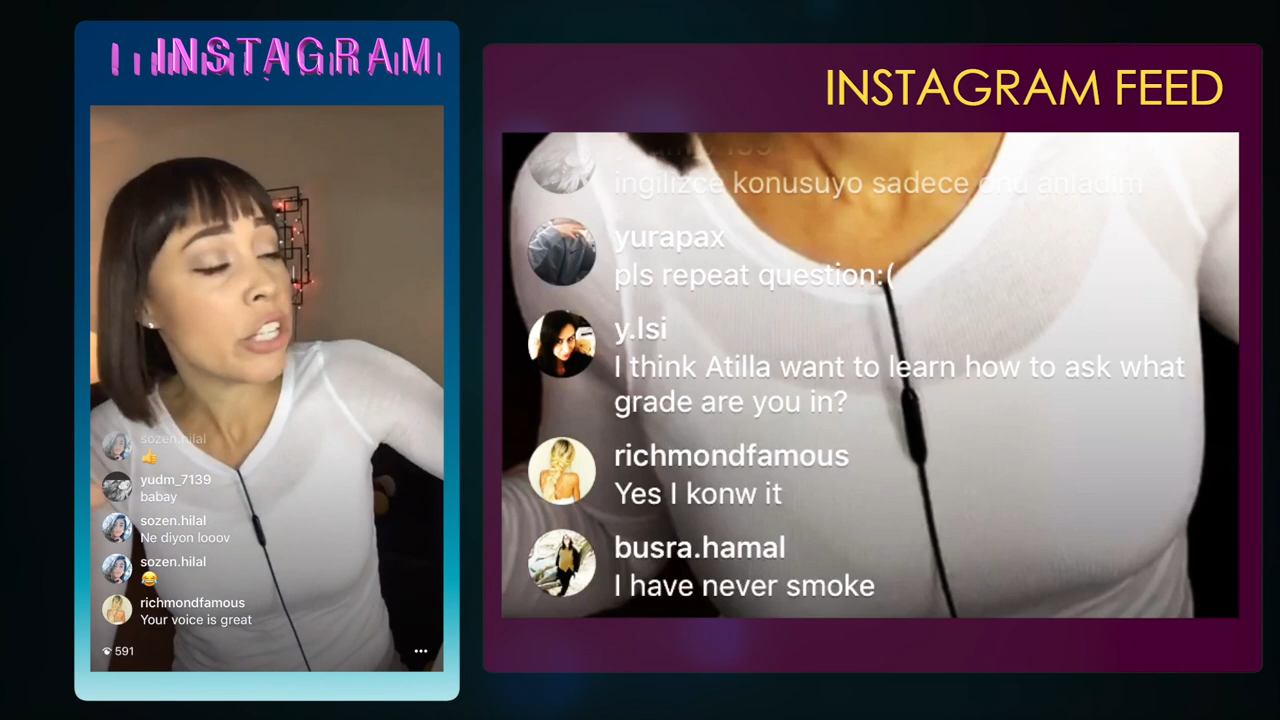 INSTAGRAM
sozen.hilal
👍
yudm_7139
babay
sozen.hilal
Ne diyon looov
sozen.hilal
😂
richmondfamous
Your voice is great
591
INSTAGRAM FEED
ingilizce konusuyo sadece onu anladim
yurapax
pls repeat question:(
y.lsi
I think Atilla want to learn how to ask what
grade are you in?
richmondfamous
Yes I konw it
busra.hamal
I have never smoke